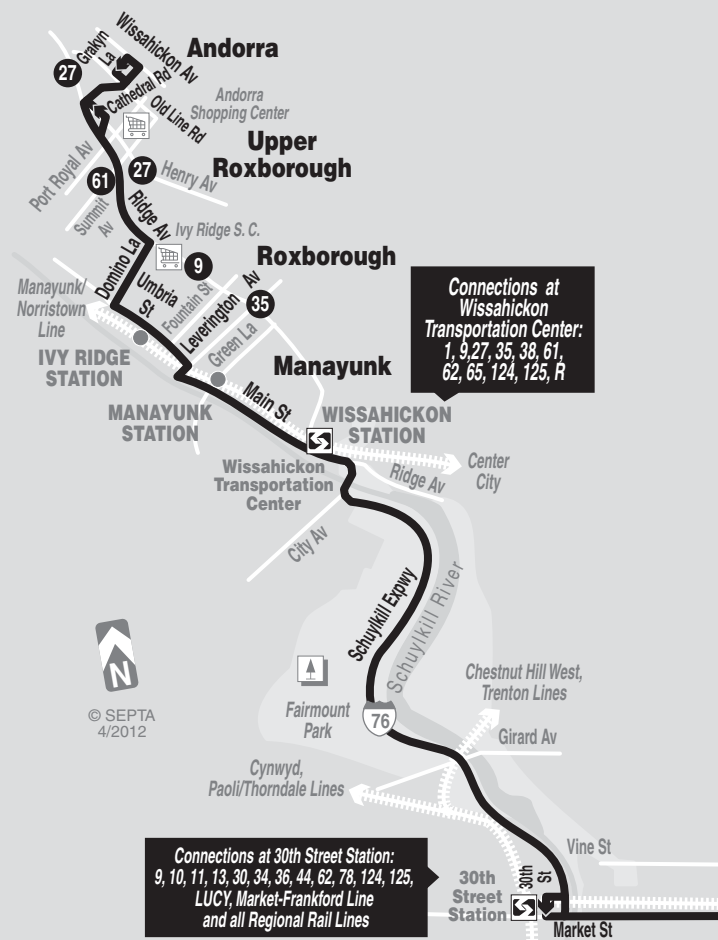 Andorra
Wissahickon Av
Grakyn
La
27
Cathedral Rd
Old Line Rd
Andorra
Shopping Center
Upper
Roxborough
Port Royal Av
61
27
Henry Av
Summit
Av
Ridge Av
Ivy Ridge S. C.
9
Roxborough
Domino La
Umbria
St
Fountain St
Leverington Av
35
Green La
Manayunk/
Norristown
Line
IVY RIDGE
STATION
Manayunk
MANAYUNK
STATION
Main St
Connections at
Wissahickon
Transportation Center:
1, 9,27, 35, 38, 61,
62, 65, 124, 125, R
WISSAHICKON
STATION
Wissahickon
Transportation
Center
Ridge Av
Center
City
City Av
Schuylkill Expwy
Schuylkill River
N
© SEPTA
4/2012
Fairmount
Park
76
Chestnut Hill West,
Trenton Lines
Girard Av
Cynwyd,
Paoli/Thorndale Lines
Vine St
Connections at 30th Street Station:
9, 10, 11, 13, 30, 34, 36, 44, 62, 78, 124, 125,
LUCY, Market-Frankford Line
and all Regional Rail Lines
30th
Street
Station
30th
St
Market St